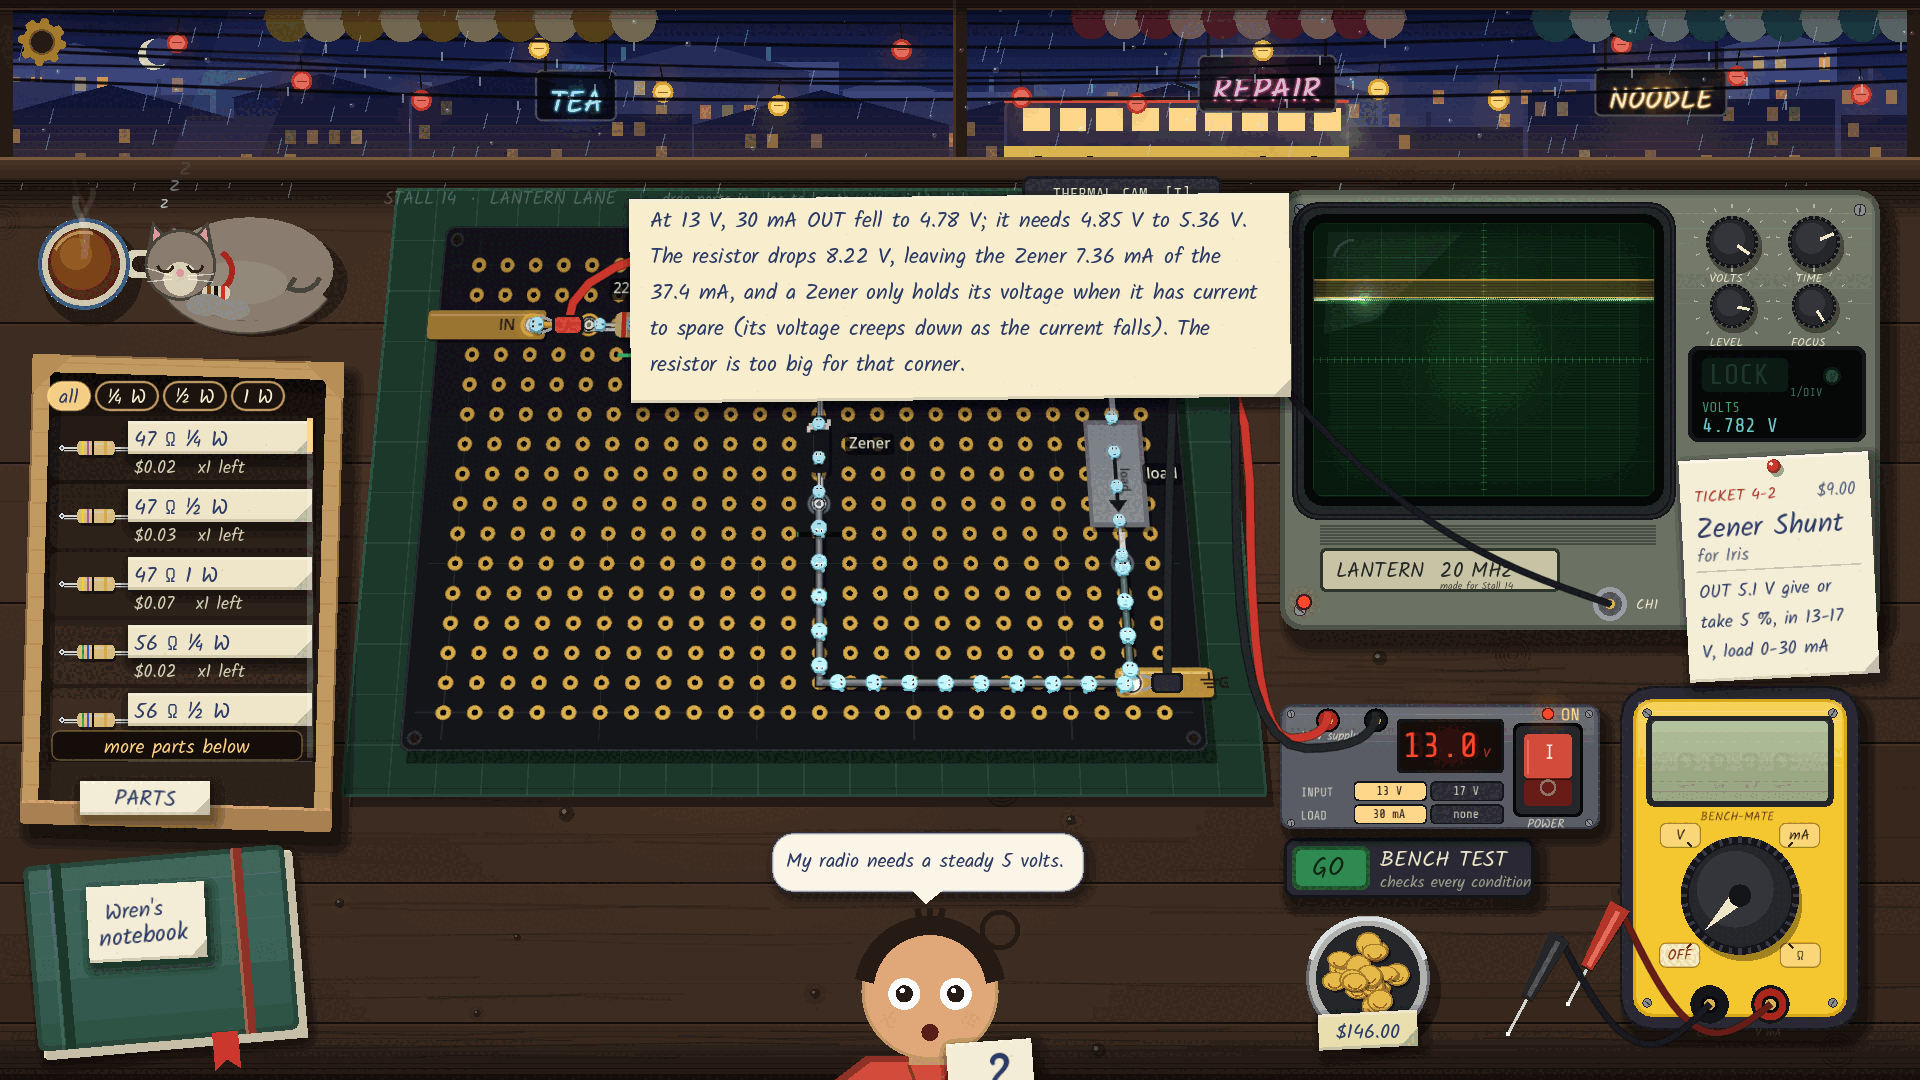 TEA
REPAIR
NOODLE
STALL 14 · LANTERN LANE
THERMAL CAM [T]
At 13 V, 30 mA OUT fell to 4.78 V; it needs 4.85 V to 5.36 V.
The resistor drops 8.22 V, leaving the Zener 7.36 mA of the
37.4 mA, and a Zener only holds its voltage when it has current
to spare (its voltage creeps down as the current falls). The
resistor is too big for that corner.
z
z
z
22
IN
Zener
load
load
G
all
¼ W
½ W
1 W
47 Ω ¼ W
$0.02 x1 left
47 Ω ½ W
$0.03 x1 left
47 Ω 1 W
$0.07 x1 left
56 Ω ¼ W
$0.02 x1 left
56 Ω ½ W
more parts below
PARTS
Wren's
notebook
My radio needs a steady 5 volts.
2
VOLTS
TIME
LEVEL
FOCUS
LOCK
1/DIV
VOLTS
4.782 V
LANTERN 20 MHz
made for Stall 14
CH1
TICKET 4-2 $9.00
Zener Shunt
for Iris
OUT 5.1 V give or
take 5 %, in 13-17
V, load 0-30 mA
supply
13.0 V
ON
I
INPUT 13 V 17 V
LOAD 30 mA none
POWER
GO
BENCH TEST
checks every condition
$146.00
BENCH-MATE
V
mA
OFF
Ω